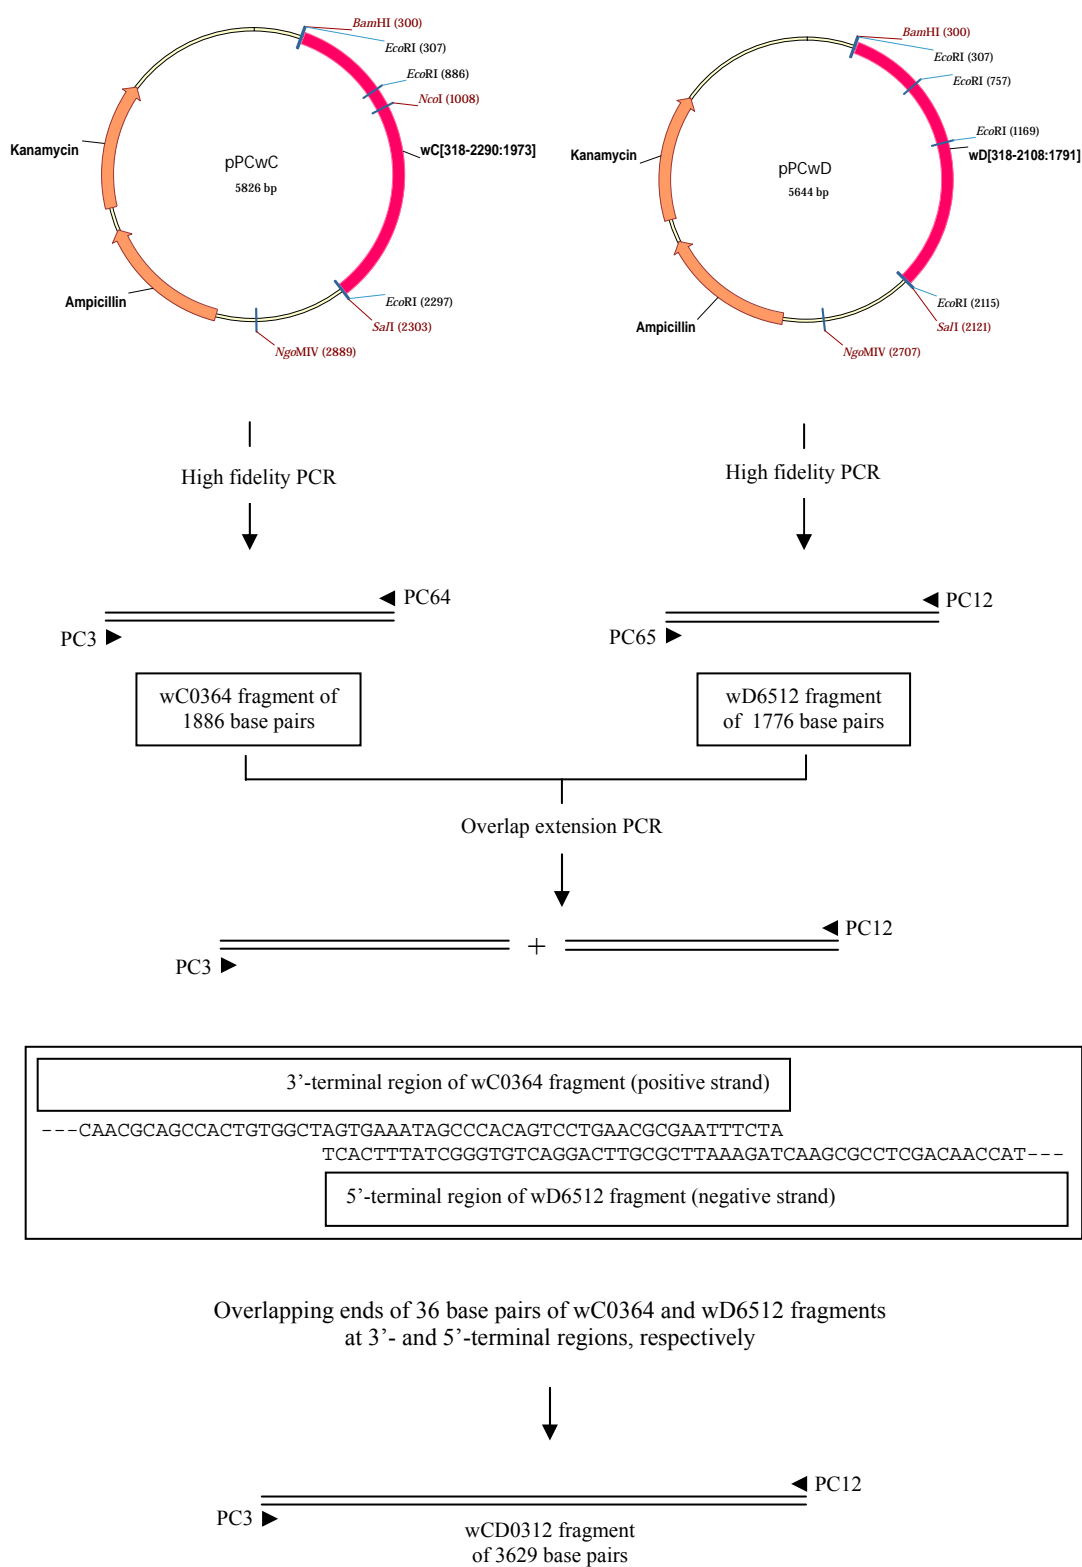 BamHI (300)
EcoRI (307)
EcoRI (886)
NcoI (1008)
Kanamycin
wC[318-2290:1973]
pPCwC
5826 bp
Ampicillin
EcoRI (2297)
SalI (2303)
NgoMIV (2889)
BamHI (300)
EcoRI (307)
EcoRI (757)
EcoRI (1169)
Kanamycin
wD[318-2108:1791]
pPCwD
5644 bp
Ampicillin
EcoRI (2115)
SalI (2121)
NgoMIV (2707)
High fidelity PCR
High fidelity PCR
PC64
PC3
PC12
PC65
wC0364 fragment of
1886 base pairs
wD6512 fragment
of 1776 base pairs
Overlap extension PCR
PC12
+
PC3
3’-terminal region of wC0364 fragment (positive strand)
---CAACGCAGCCACTGTGGCTAGTGAAATAGCCCACAGTCCTGAACGCGAATTTCTA
TCACTTTATCGGGTGTCAGGACTTGCGCTTAAAGATCAAGCGCCTCGACAACCAT---
5’-terminal region of wD6512 fragment (negative strand)
Overlapping ends of 36 base pairs of wC0364 and wD6512 fragments
at 3’- and 5’-terminal regions, respectively
PC12
PC3
wCD0312 fragment
of 3629 base pairs